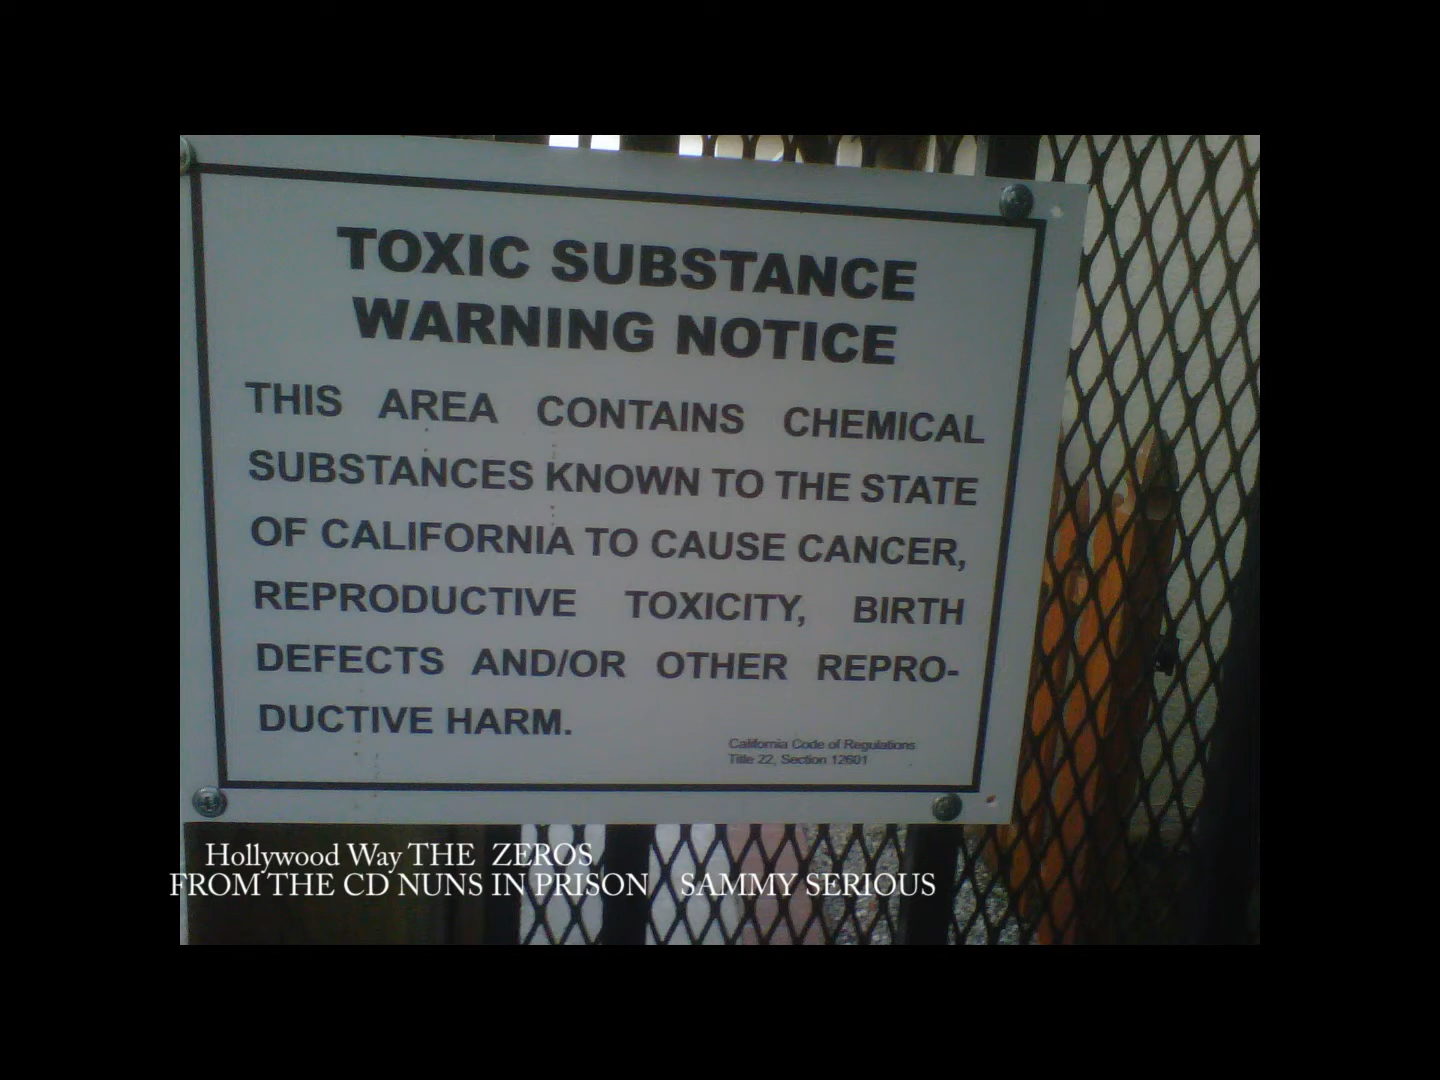 TOXIC SUBSTANCE
WARNING NOTICE
THIS AREA CONTAINS CHEMICAL
SUBSTANCES KNOWN TO THE STATE
OF CALIFORNIA TO CAUSE CANCER,
REPRODUCTIVE TOXICITY, BIRTH
DEFECTS AND/OR OTHER REPRO-
DUCTIVE HARM.
California Code of Regulations
Title 22, Section 12601
Hollywood Way THE ZEROS
FROM THE CD NUNS IN PRISON SAMMY SERIOUS